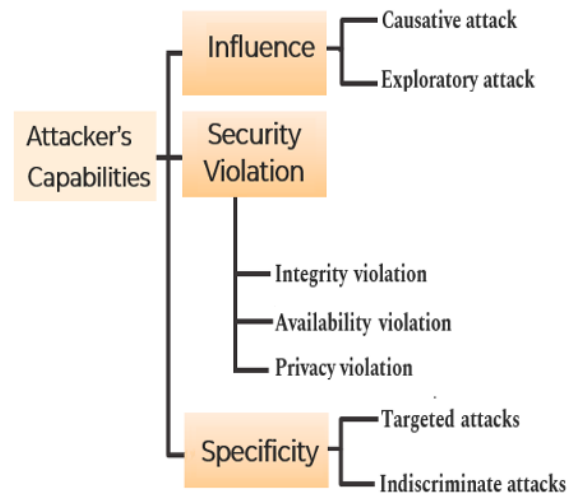 Attacker's
Capabilities
Influence
Causative attack
Exploratory attack
Security
Violation
Integrity violation
Availability violation
Privacy violation
Specificity
Targeted attacks
Indiscriminate attacks